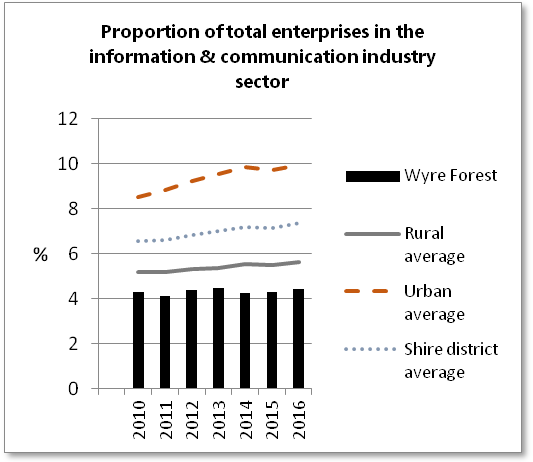 Proportion of total enterprises in the
information & communication industry
sector
12
10
8
6
4
2
0
%
2010
2011
2012
2013
2014
2015
2016
Wyre Forest
Rural
average
Urban
average
Shire district
average